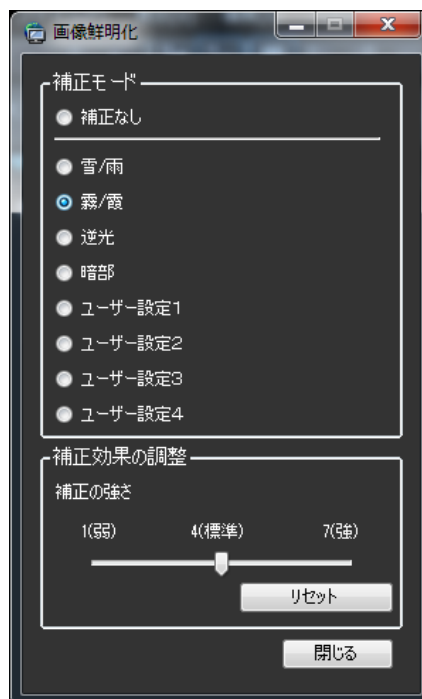 画像鮮明化
補正モード
補正なし
雪/雨
霧/霞
逆光
暗部
ユーザー設定1
ユーザー設定2
ユーザー設定3
ユーザー設定4
補正効果の調整
補正の強さ
1(弱) 4(標準) 7(強)
リセット
閉じる